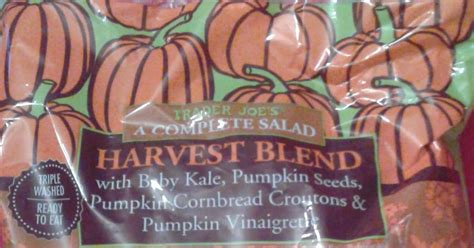 TRADER JOE'S
A COMPLETE SALAD
HARVEST BLEND
with Baby Kale, Pumpkin Seeds,
Pumpkin Cornbread Croutons &
Pumpkin Vinaigrette
TRIPLE
WASHED
READY
TO EAT